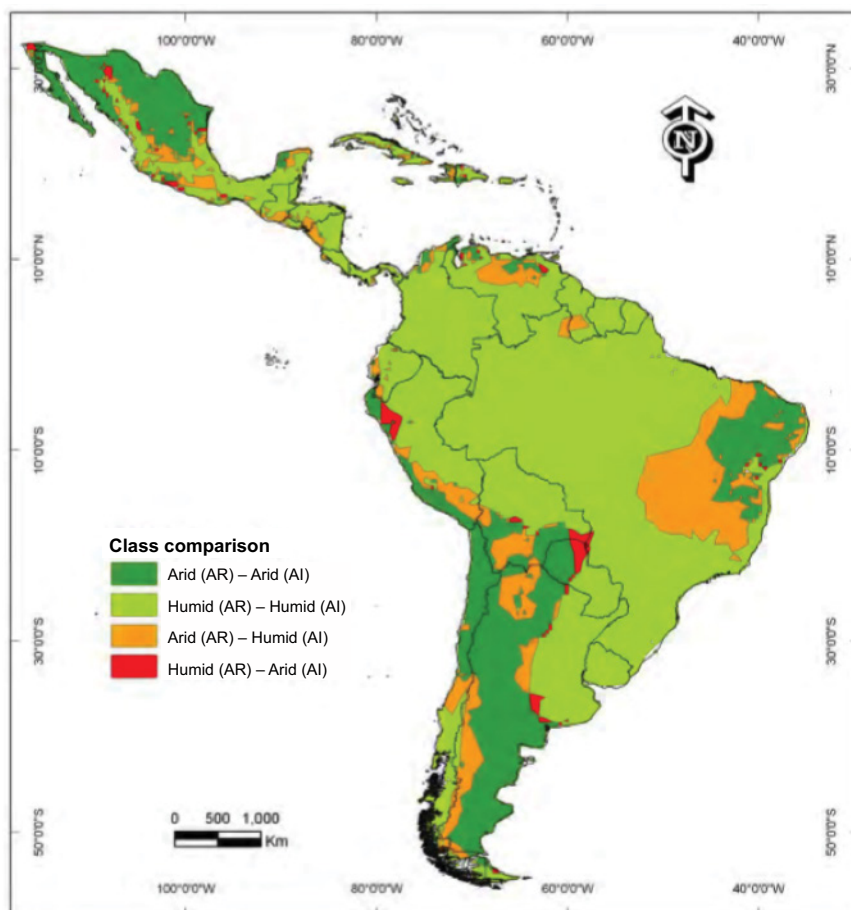 100°0'0"W 80°0'0"W 60°0'0"W 40°0'0"W
30°0'0"N 30°0'0"N
N
10°0'0"N 10°0'0"N
10°0'0"S 10°0'0"S
Class comparison
Arid (AR) – Arid (AI)
Humid (AR) – Humid (AI)
Arid (AR) – Humid (AI)
Humid (AR) – Arid (AI)
30°0'0"S 30°0'0"S
0 500 1,000
Km
50°0'0"S 50°0'0"S
100°0'0"W 80°0'0"W 60°0'0"W 40°0'0"W